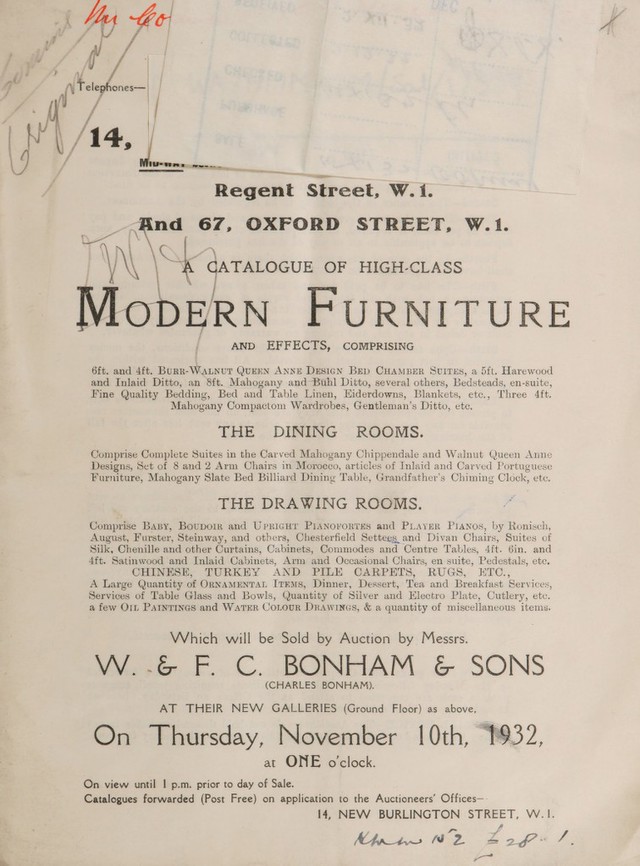 Original
Telephones—
14,
Regent Street, W.1.
And 67, OXFORD STREET, W.1.
A CATALOGUE OF HIGH-CLASS
MODERN FURNITURE
AND EFFECTS, COMPRISING
6ft. and 4ft. BURR-WALNUT QUEEN ANNE DESIGN BED CHAMBER SUITES, a 5ft. Harewood
and Inlaid Ditto, an 8ft. Mahogany and Buhl Ditto, several others, Bedsteads, en-suite,
Fine Quality Bedding, Bed and Table Linen, Eiderdowns, Blankets, etc., Three 4ft.
Mahogany Compactom Wardrobes, Gentleman's Ditto, etc.
THE DINING ROOMS.
Comprise Complete Suites in the Carved Mahogany Chippendale and Walnut Queen Anne
Designs, Set of 8 and 2 Arm Chairs in Morocco, articles of Inlaid and Carved Portuguese
Furniture, Mahogany Slate Bed Billiard Dining Table, Grandfather's Chiming Clock, etc.
THE DRAWING ROOMS.
Comprise BABY, BOUDOIR and UPRIGHT PIANOFORTES and PLAYER PIANOS, by Ronisch,
August, Furster, Steinway, and others, Chesterfield Settees and Divan Chairs, Suites of
Silk, Chenille and other Curtains, Cabinets, Commodes and Centre Tables, 4ft. 6in. and
4ft. Satinwood and Inlaid Cabinets, Arm and Occasional Chairs, en suite, Pedestals, etc.
CHINESE, TURKEY AND PILE CARPETS, RUGS, ETC.,
A Large Quantity of ORNAMENTAL ITEMS, Dinner, Dessert, Tea and Breakfast Services,
Services of Table Glass and Bowls, Quantity of Silver and Electro Plate, Cutlery, etc.
a few OIL PAINTINGS and WATER COLOUR DRAWINGS, & a quantity of miscellaneous items.
Which will be Sold by Auction by Messrs.
W. & F. C. BONHAM & SONS
(CHARLES BONHAM).
AT THEIR NEW GALLERIES (Ground Floor) as above,
On Thursday, November 10th, 1932,
at ONE o'clock.
On view until 1 p.m. prior to day of Sale.
Catalogues forwarded (Post Free) on application to the Auctioneers' Offices—
14, NEW BURLINGTON STREET, W.1.